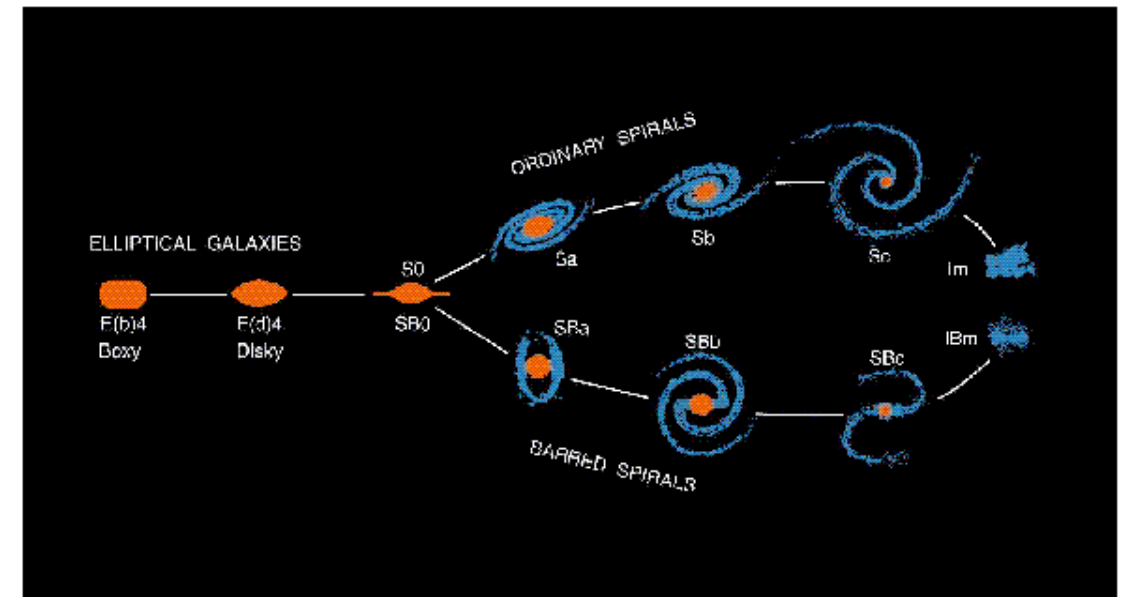 ORDINARY SPIRALS
ELLIPTICAL GALAXIES
E(b)4
Boxy
E(d)4
Disky
S0
SB0
Sa
Sb
Sc
Im
SBa
SBb
SBc
IBm
BARRED SPIRALS